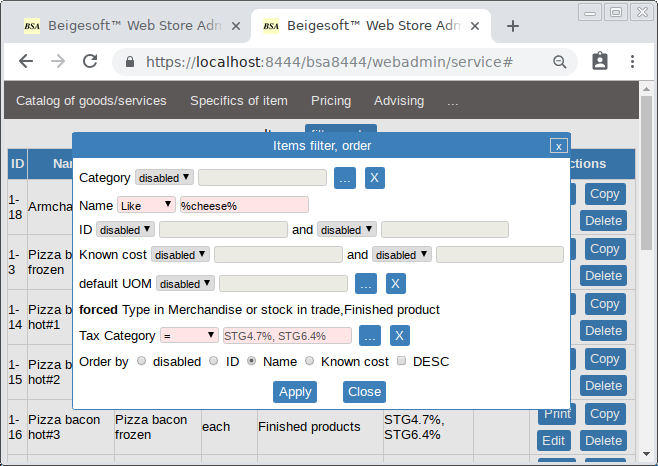 BSA Beigesoft™ Web Store Adm
BSA Beigesoft™ Web Store Adm
https://localhost:8444/bsa8444/webadmin/service#
Catalog of goods/services Specifics of item Pricing Advising ...
Items filter, order x
ID
Category disabled ... X
Name Like %cheese%
ID disabled and disabled
Known cost disabled and disabled
default UOM disabled ... X
forced Type in Merchandise or stock in trade,Finished product
Tax Category = STG4.7%, STG6.4% ... X
Order by disabled ID Name Known cost DESC
Apply Close
1-18 Copy
Delete
1-3 Pizza
frozen Copy
Delete
1-14 Pizza
hot#1 Copy
Delete
1-15 Pizza
hot#2 Copy
Delete
1-16 Pizza bacon hot#3 Pizza bacon frozen each Finished products STG4.7%, STG6.4% Print Copy
Edit Delete